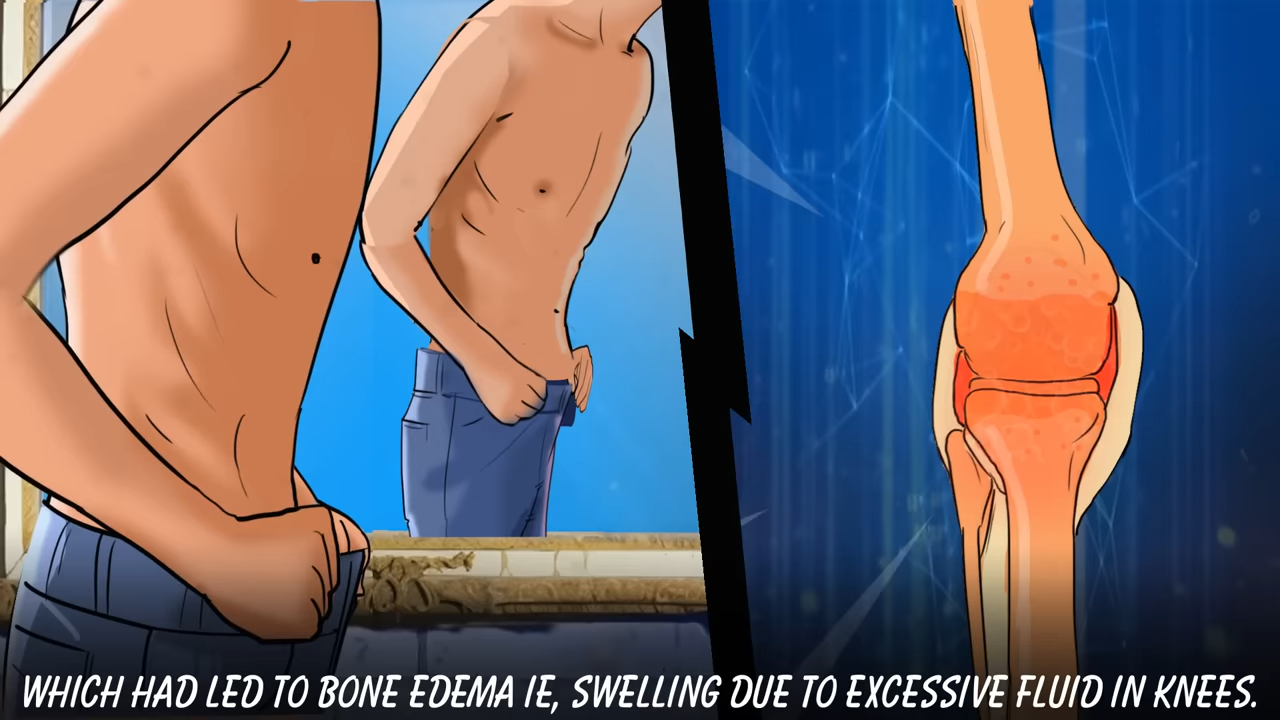 WHICH HAD LED TO BONE EDEMA IE, SWELLING DUE TO EXCESSIVE FLUID IN KNEES.